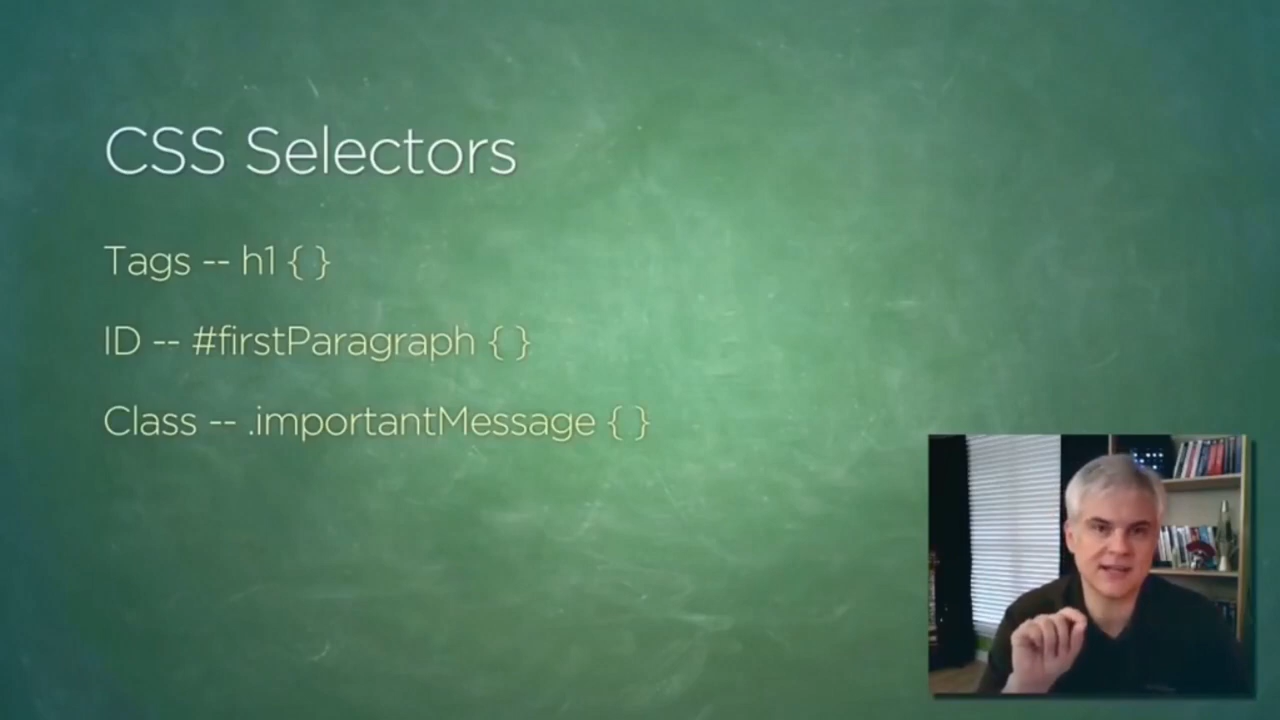 CSS Selectors
Tags -- h1 { }
ID -- #firstParagraph { }
Class -- .importantMessage { }